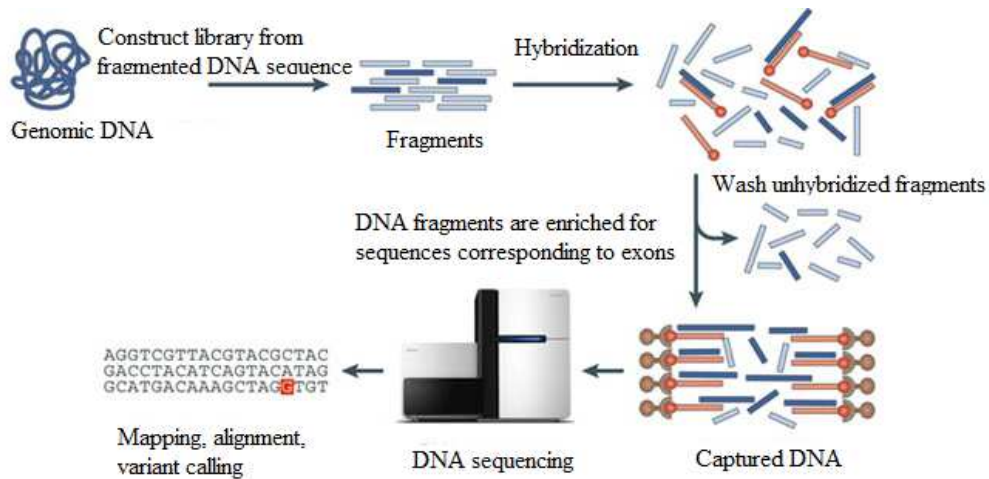 Construct library from
fragmented DNA sequence
Genomic DNA
Fragments
Hybridization
Wash unhybridized fragments
DNA fragments are enriched for
sequences corresponding to exons
Captured DNA
DNA sequencing
AGGTCGTTACGTACGCTAC
GACCTACATCAGTACATAG
GCATGACAAAGCTAGGTGT
Mapping, alignment,
variant calling